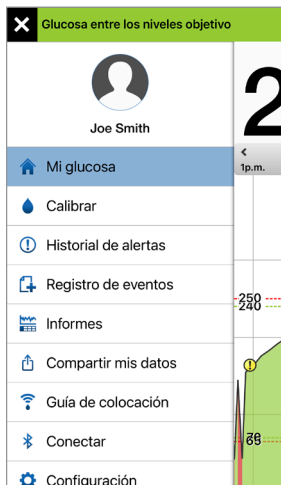 Glucosa entre los niveles objetivo
Joe Smith
2
1p.m.
Mi glucosa
Calibrar
Historial de alertas
Registro de eventos
Informes
250
240
Compartir mis datos
Guía de colocación
Conectar
70
65
Configuración